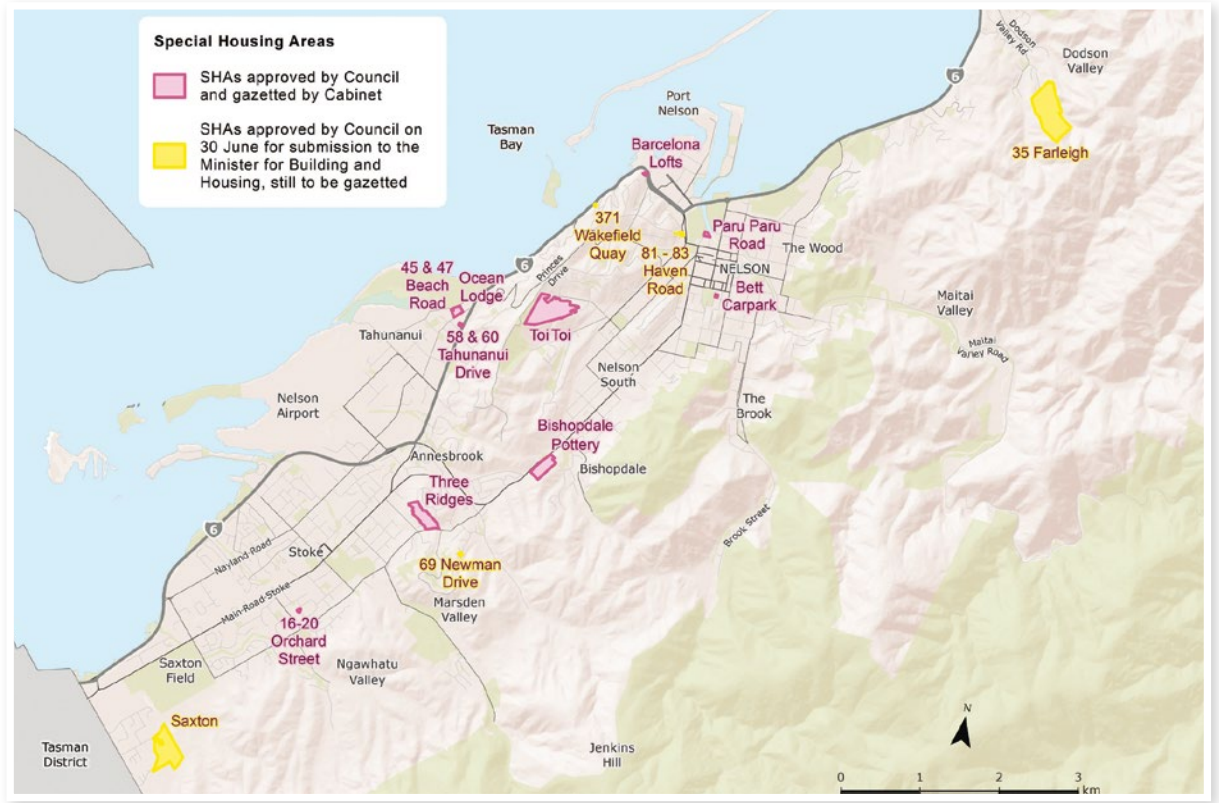 Special Housing Areas
SHAs approved by Council
and gazetted by Cabinet
SHAs approved by Council on
30 June for submission to the
Minister for Building and
Housing, still to be gazetted
Dodson
Valley Rd
Dodson
Valley
6
35 Farleigh
Port
Nelson
Tasman
Bay
Barcelona
Lofts
371
Wakefield
Quay
81 - 83
Haven
Road
Paru Paru
Road
The Wood
NELSON
Bett
Carpark
6
Princes
Drive
45 & 47
Beach
Road
Ocean
Lodge
Toi Toi
Tahunanui
58 & 60
Tahunanui
Drive
Maitai
Valley
Maitai
Valley Road
Nelson
South
Nelson
Airport
The
Brook
Bishopdale
Pottery
Bishopdale
Annesbrook
Three
Ridges
6
Nayland Road
Stoke
Brook Street
69 Newman
Drive
Main Road Stoke
Marsden
Valley
16-20
Orchard
Street
Saxton
Field
Ngawhatu
Valley
Saxton
Tasman
District
Jenkins
Hill
N
0 1 2 3
km